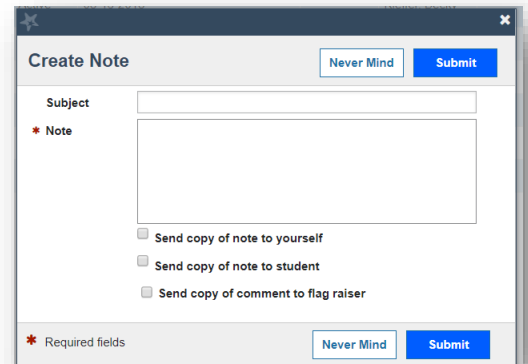 Create Note
Never Mind
Submit
Subject
* Note
Send copy of note to yourself
Send copy of note to student
Send copy of comment to flag raiser
* Required fields
Never Mind
Submit